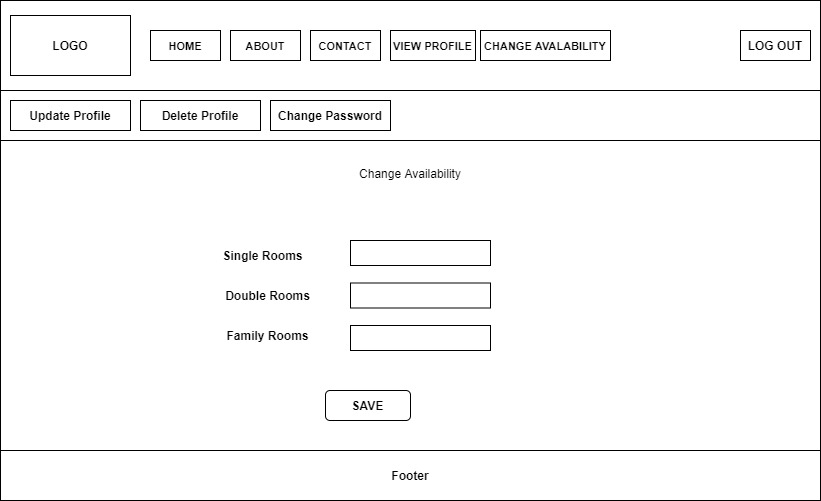 LOGO
HOME
ABOUT
CONTACT
VIEW PROFILE
CHANGE AVALABILITY
LOG OUT
Update Profile
Delete Profile
Change Password
Change Availability
Single Rooms
Double Rooms
Family Rooms
SAVE
Footer